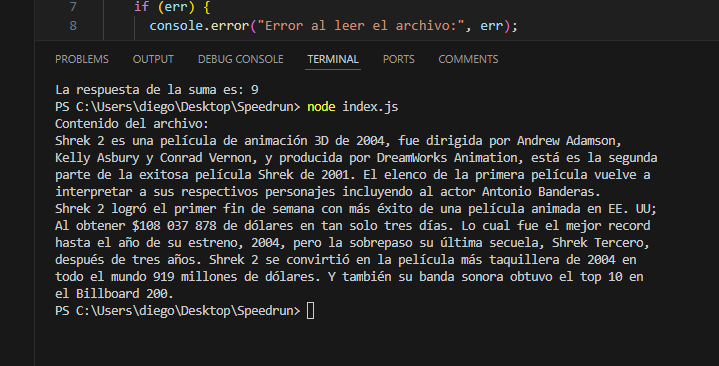 7 if (err) {
8 console.error("Error al leer el archivo:", err);
PROBLEMS OUTPUT DEBUG CONSOLE TERMINAL PORTS COMMENTS
La respuesta de la suma es: 9
PS C:\Users\diego\Desktop\Speedrun> node index.js
Contenido del archivo:
Shrek 2 es una película de animación 3D de 2004, fue dirigida por Andrew Adamson,
Kelly Asbury y Conrad Vernon, y producida por DreamWorks Animation, está es la segunda
parte de la exitosa película Shrek de 2001. El elenco de la primera película vuelve a
interpretar a sus respectivos personajes incluyendo al actor Antonio Banderas.
Shrek 2 logró el primer fin de semana con más éxito de una película animada en EE. UU;
Al obtener $108 037 878 de dólares en tan solo tres días. Lo cual fue el mejor record
hasta el año de su estreno, 2004, pero la sobrepaso su última secuela, Shrek Tercero,
después de tres años. Shrek 2 se convirtió en la película más taquillera de 2004 en
todo el mundo 919 millones de dólares. Y también su banda sonora obtuvo el top 10 en
el Billboard 200.
PS C:\Users\diego\Desktop\Speedrun>